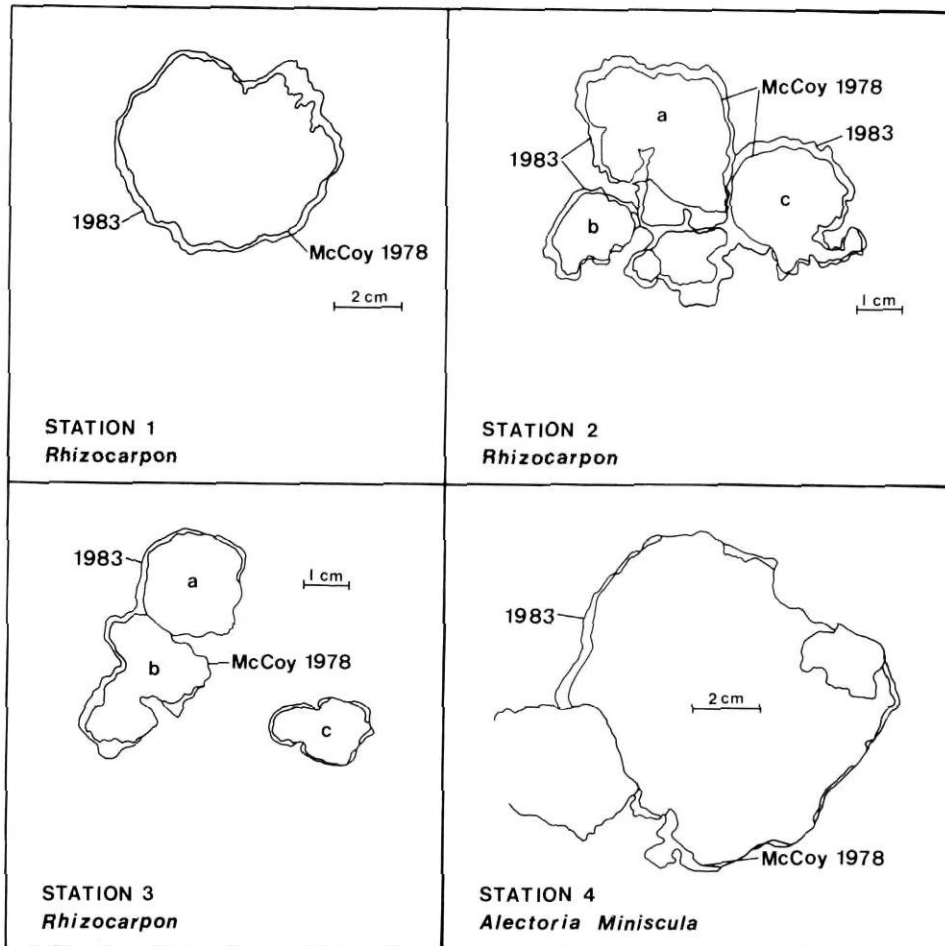 1983
McCoy 1978
2 cm
STATION 1
Rhizocarpon
McCoy 1978
a
1983
1983
b
c
1 cm
STATION 2
Rhizocarpon
1983
a
1 cm
b
McCoy 1978
c
STATION 3
Rhizocarpon
1983
2 cm
McCoy 1978
STATION 4
Alectoria Miniscula